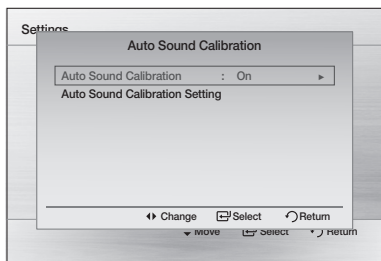 Settings
Auto Sound Calibration
Auto Sound Calibration : On ►
Auto Sound Calibration Setting
Change Select Return
Move Select Return